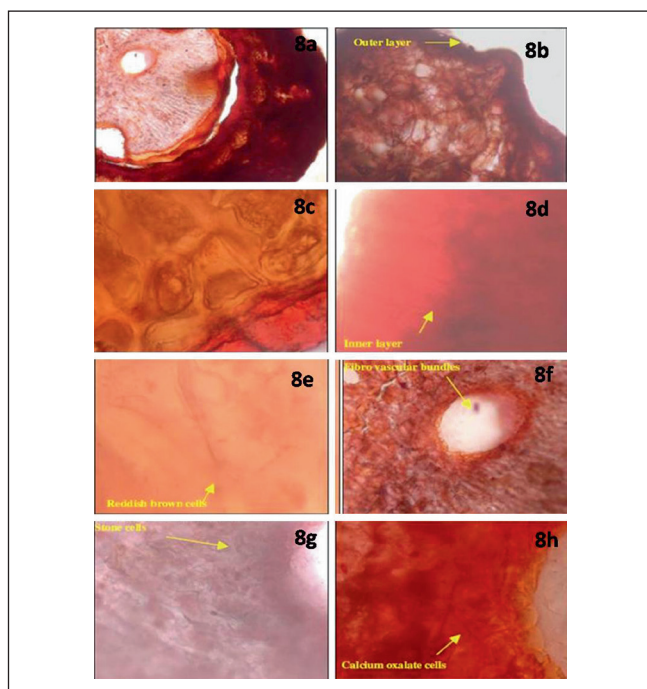 8a
Outer layer
8b
8c
8d
Inner layer
8e
Reddish brown cells
Fibro vascular bundles
8f
Stone cells
8g
8h
Calcium oxalate cells